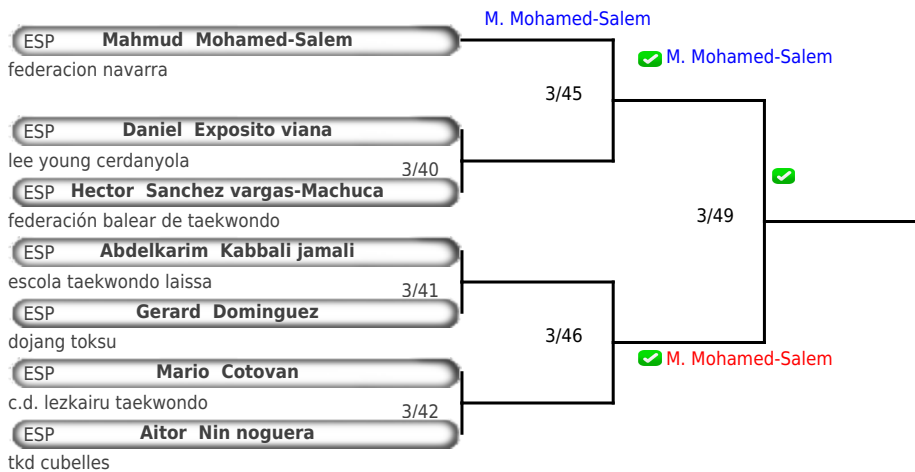 M. Mohamed-Salem
ESP Mahmud Mohamed-Salem
federacion navarra
M. Mohamed-Salem
3/45
ESP Daniel Exposito viana
lee young cerdanyola
3/40
ESP Hector Sanchez vargas-Machuca
federación balear de taekwondo
3/49
ESP Abdelkarim Kabbali jamali
escola taekwondo laissa
3/41
ESP Gerard Dominguez
dojang toksu
3/46
M. Mohamed-Salem
ESP Mario Cotovan
c.d. lezkairu taekwondo
3/42
ESP Aitor Nin noguera
tkd cubelles